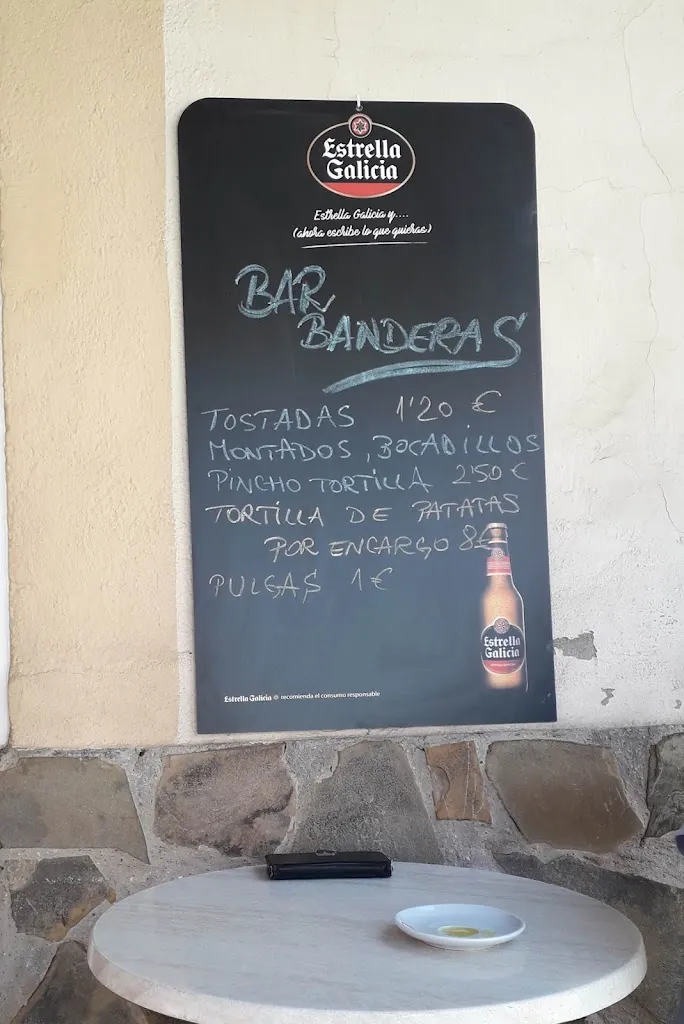 Estrella
Galicia
Estrella Galicia y....
(ahora escribe lo que quieras)
BAR
BANDERAS
TOSTADAS 1'20 €
MONTADOS, BOCADILLOS
PINCHO TORTILLA 2'50 €
TORTILLA DE PATATAS
POR ENCARGO 8€
PULGAS 1 €
Estrella
Galicia
Estrella Galicia recomienda el consumo responsable